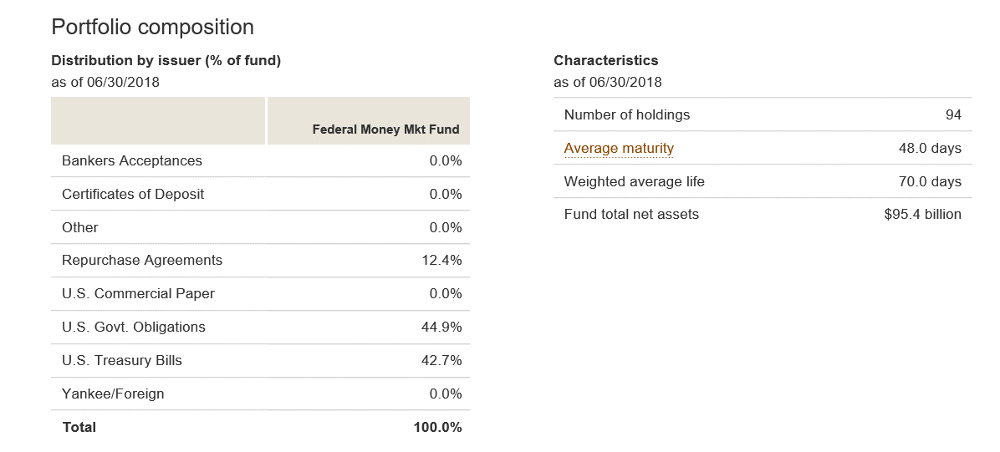 Portfolio composition
Distribution by issuer (% of fund)
as of 06/30/2018
Federal Money Mkt Fund
Bankers Acceptances 0.0%
Certificates of Deposit 0.0%
Other 0.0%
Repurchase Agreements 12.4%
U.S. Commercial Paper 0.0%
U.S. Govt. Obligations 44.9%
U.S. Treasury Bills 42.7%
Yankee/Foreign 0.0%
Total 100.0%
Characteristics
as of 06/30/2018
Number of holdings 94
Average maturity 48.0 days
Weighted average life 70.0 days
Fund total net assets $95.4 billion